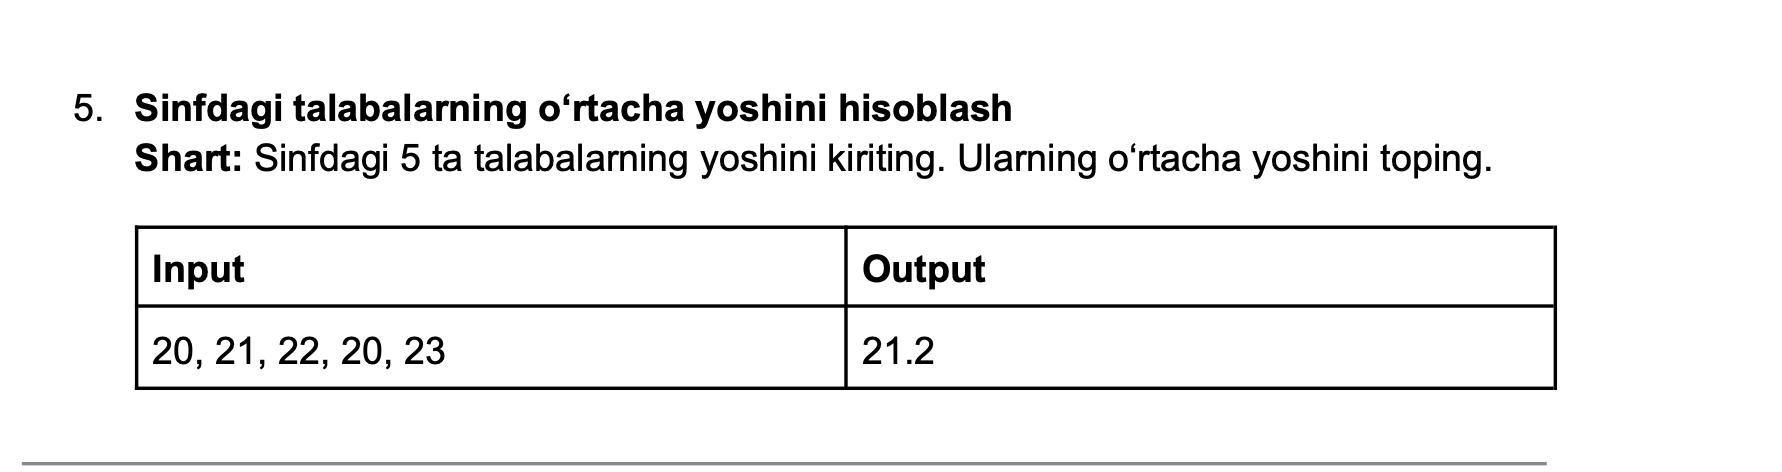 5. Sinfdagi talabalarning o‘rtacha yoshini hisoblash
Shart: Sinfdagi 5 ta talabalarning yoshini kiriting. Ularning o‘rtacha yoshini toping.
Input Output
20, 21, 22, 20, 23 21.2